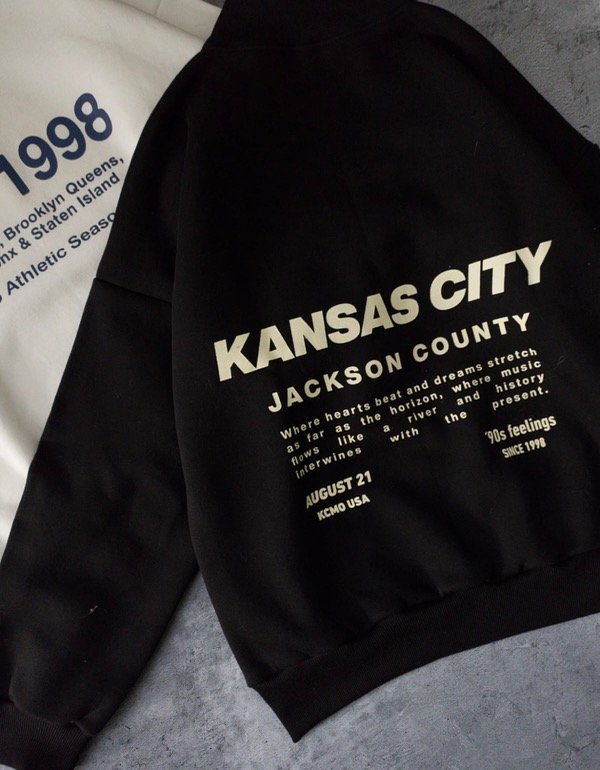 1998
Brooklyn Queens,
& Staten Island
Athletic
KANSAS CITY
JACKSON COUNTY
Where hearts beat and dreams stretch
as far as the horizon, where music
flows like a river and history
interwines with the present.
'90s feelings
SINCE 1998
AUGUST 21
KCMO USA